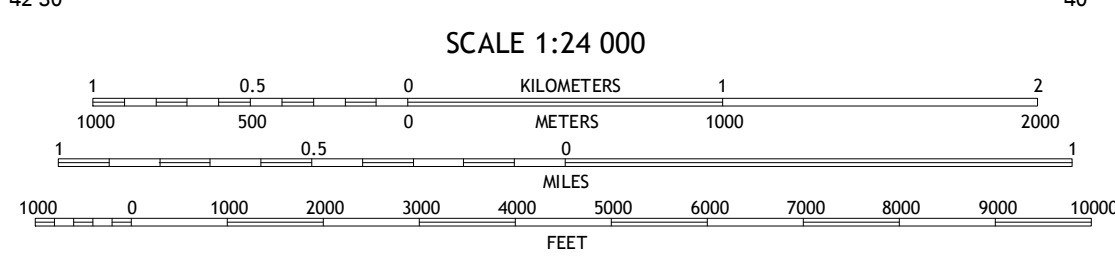 42'30"
40'
SCALE 1:24 000
1 0.5 0 KILOMETERS 1 2
1000 500 0 METERS 1000 2000
1 0.5 0 1
MILES
1000 0 1000 2000 3000 4000 5000 6000 7000 8000 9000 10000
FEET